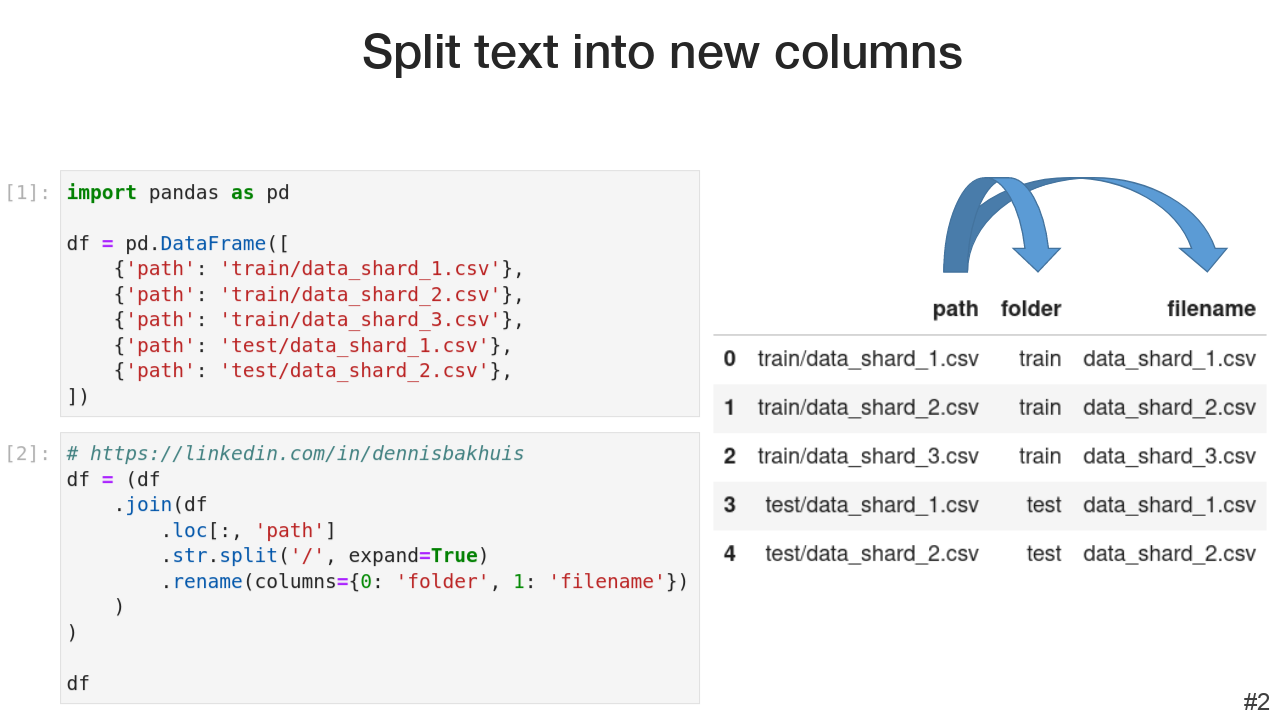 Split text into new columns
[1]:
import pandas as pd
df = pd.DataFrame([
    {'path': 'train/data_shard_1.csv'},
    {'path': 'train/data_shard_2.csv'},
    {'path': 'train/data_shard_3.csv'},
    {'path': 'test/data_shard_1.csv'},
    {'path': 'test/data_shard_2.csv'},
])
[2]:
# https://linkedin.com/in/dennisbakhuis
df = (df
    .join(df
        .loc[:, 'path']
        .str.split('/', expand=True)
        .rename(columns={0: 'folder', 1: 'filename'})
    )
)
df
path folder filename
0 train/data_shard_1.csv train data_shard_1.csv
1 train/data_shard_2.csv train data_shard_2.csv
2 train/data_shard_3.csv train data_shard_3.csv
3 test/data_shard_1.csv test data_shard_1.csv
4 test/data_shard_2.csv test data_shard_2.csv
#2